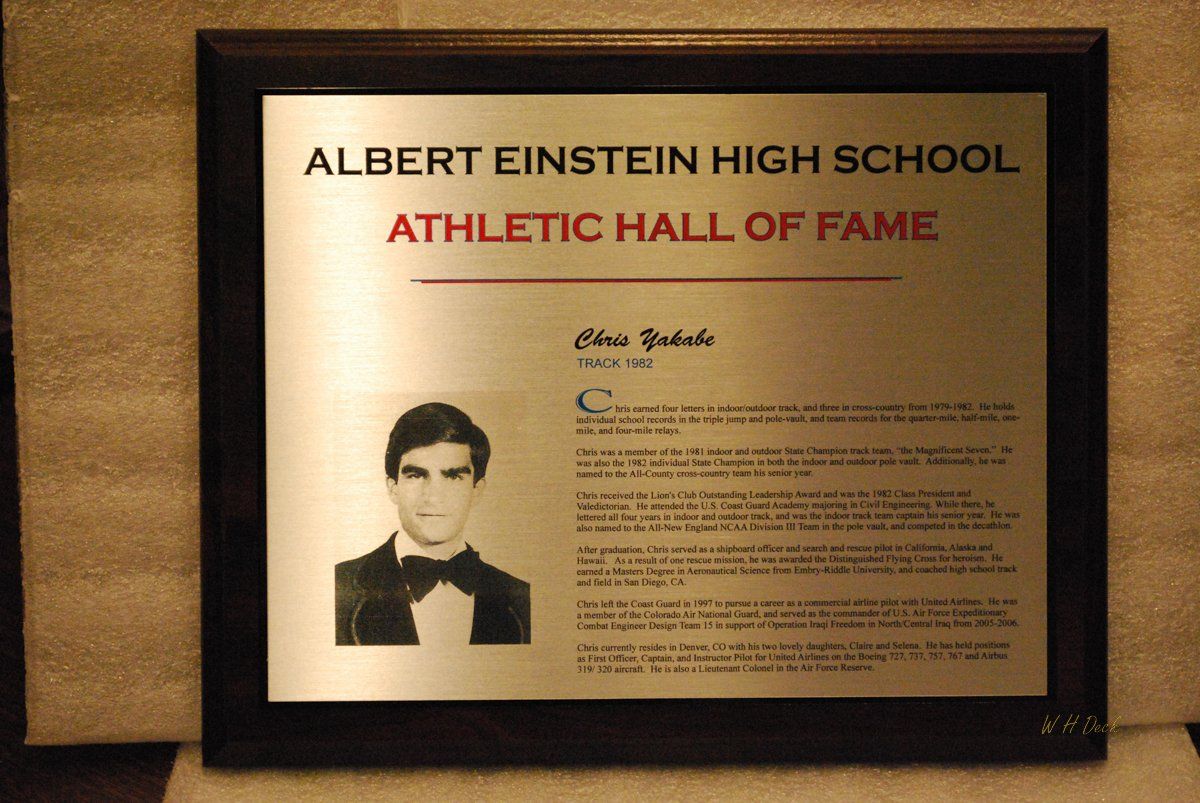 ALBERT EINSTEIN HIGH SCHOOL
ATHLETIC HALL OF FAME
Chris Yakabe
TRACK 1982
Chris earned four letters in indoor/outdoor track, and three in cross-country from 1979-1982. He holds
individual school records in the triple jump and pole-vault, and team records for the quarter-mile, half-mile, one-
mile, and four-mile relays.
Chris was a member of the 1981 indoor and outdoor State Champion track team, "the Magnificent Seven." He
was also the 1982 individual State Champion in both the indoor and outdoor pole vault. Additionally, he was
named to the All-County cross-country team his senior year.
Chris received the Lion's Club Outstanding Leadership Award and was the 1982 Class President and
Valedictorian. He attended the U.S. Coast Guard Academy majoring in Civil Engineering. While there, he
lettered all four years in indoor and outdoor track, and was the indoor track team captain his senior year. He was
also named to the All-New England NCAA Division III Team in the pole vault, and competed in the decathlon.
After graduation, Chris served as a shipboard officer and search and rescue pilot in California, Alaska and
Hawaii. As a result of one rescue mission, he was awarded the Distinguished Flying Cross for heroism. He
earned a Masters Degree in Aeronautical Science from Embry-Riddle University, and coached high school track
and field in San Diego, CA.
Chris left the Coast Guard in 1997 to pursue a career as a commercial airline pilot with United Airlines. He was
a member of the Colorado Air National Guard, and served as the commander of U.S. Air Force Expeditionary
Combat Engineer Design Team 15 in support of Operation Iraqi Freedom in North/Central Iraq from 2005-2006.
Chris currently resides in Denver, CO with his two lovely daughters, Claire and Selena. He has held positions
as First Officer, Captain, and Instructor Pilot for United Airlines on the Boeing 727, 737, 757, 767 and Airbus
319/ 320 aircraft. He is also a Lieutenant Colonel in the Air Force Reserve.
W H Deck